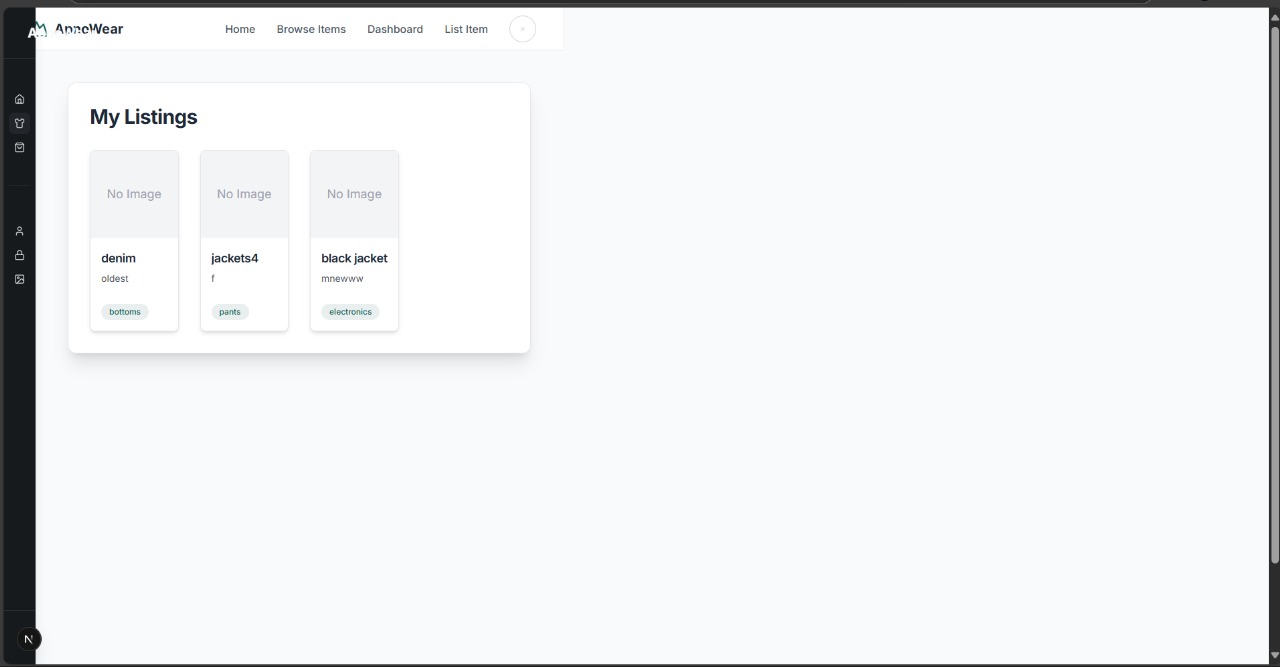 AnneWear
Home
Browse Items
Dashboard
List Item
My Listings
No Image
No Image
No Image
denim
jackets4
black jacket
oldest
f
mnewww
bottoms
pants
electronics
N